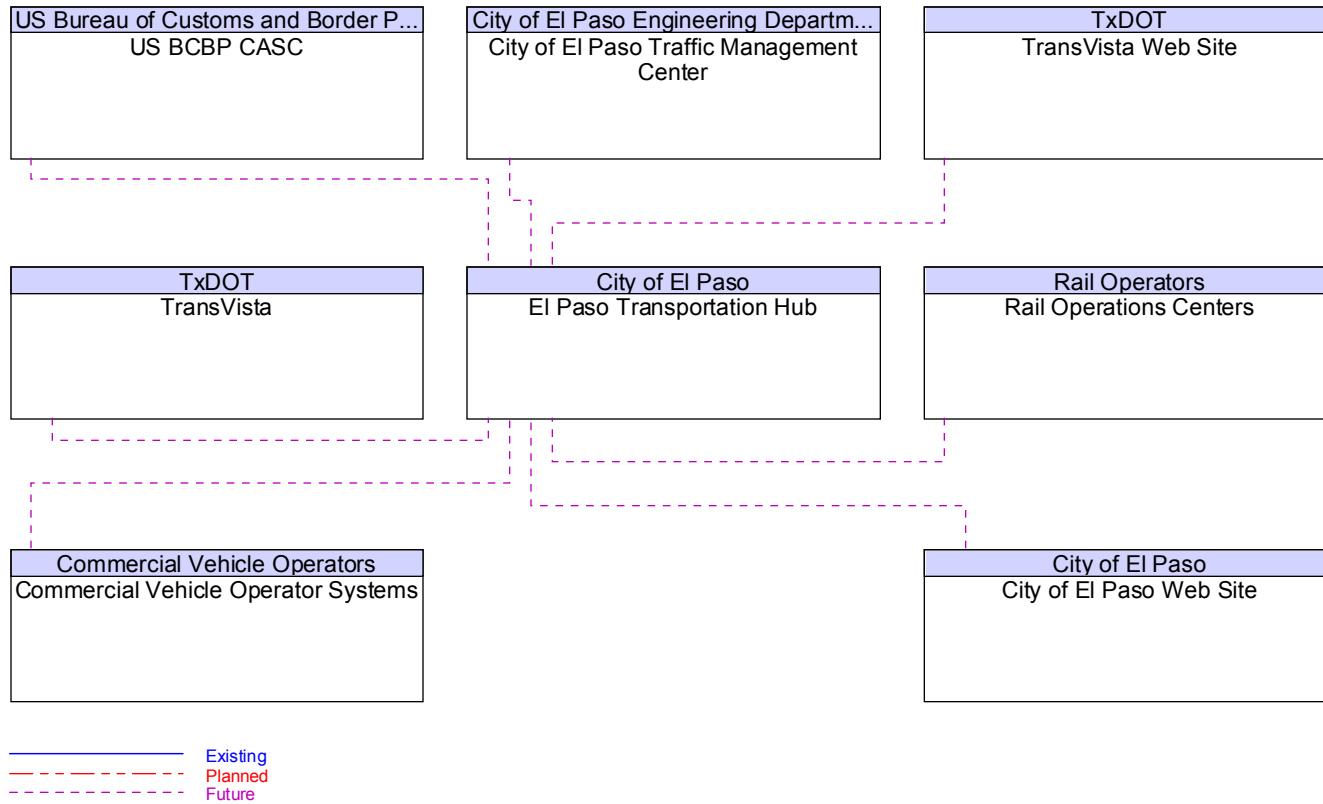 US Bureau of Customs and Border P...
US BCBP CASC
City of El Paso Engineering Departm...
City of El Paso Traffic Management
Center
TxDOT
TransVista Web Site
TxDOT
TransVista
City of El Paso
El Paso Transportation Hub
Rail Operators
Rail Operations Centers
Commercial Vehicle Operators
Commercial Vehicle Operator Systems
City of El Paso
City of El Paso Web Site
Existing
Planned
Future